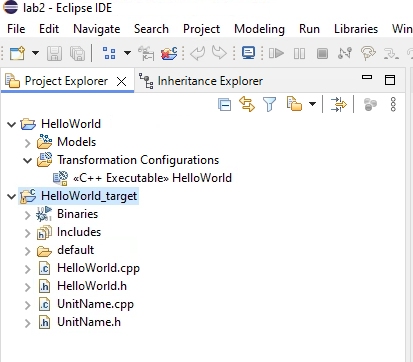 lab2 - Eclipse IDE
File Edit Navigate Search Project Modeling Run Libraries
Project Explorer Inheritance Explorer
HelloWorld
Models
Transformation Configurations
«C++ Executable» HelloWorld
HelloWorld_target
Binaries
Includes
default
HelloWorld.cpp
HelloWorld.h
UnitName.cpp
UnitName.h